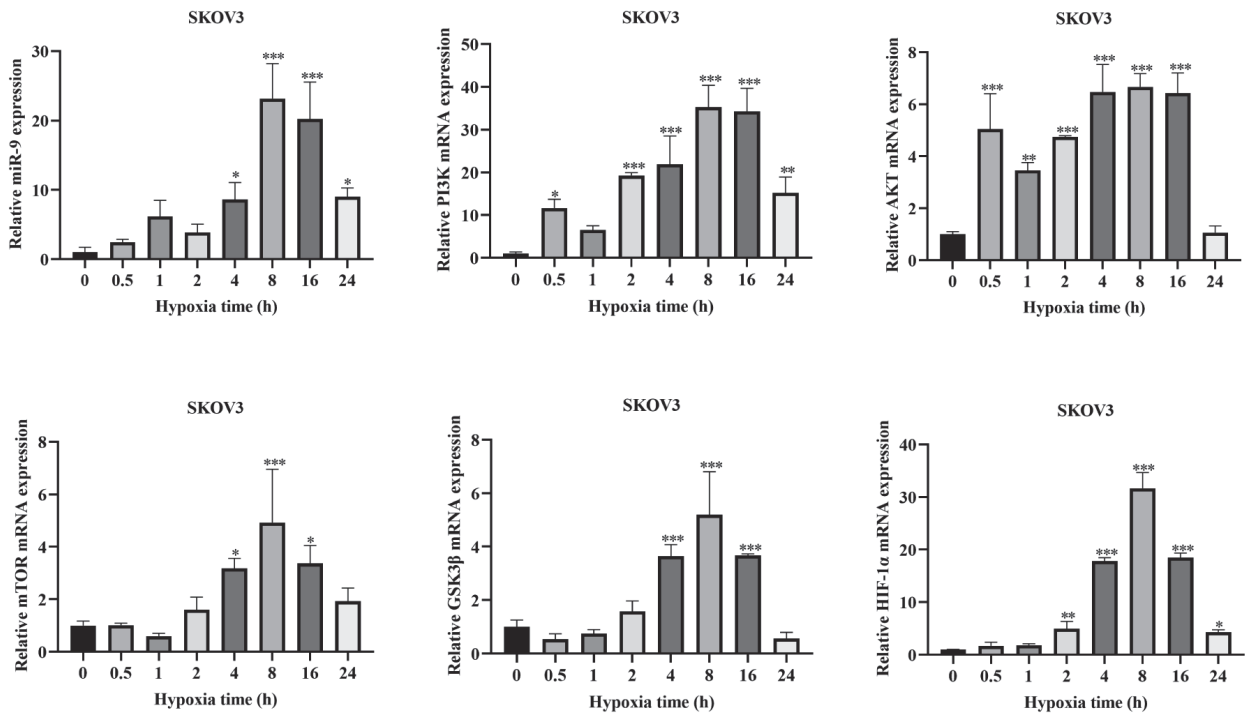 SKOV3
Relative miR-9 expression
30
20
10
0
*
***
***
*
0 0.5 1 2 4 8 16 24
Hypoxia time (h)
SKOV3
Relative PI3K mRNA expression
50
40
30
20
10
0
*
***
***
***
***
**
0 0.5 1 2 4 8 16 24
Hypoxia time (h)
SKOV3
Relative AKT mRNA expression
8
6
4
2
0
***
**
***
***
***
***
0 0.5 1 2 4 8 16 24
Hypoxia time (h)
SKOV3
Relative mTOR mRNA expression
8
6
4
2
0
*
***
*
0 0.5 1 2 4 8 16 24
Hypoxia time (h)
SKOV3
Relative GSK3β mRNA expression
8
6
4
2
0
***
***
***
0 0.5 1 2 4 8 16 24
Hypoxia time (h)
SKOV3
Relative HIF-1α mRNA expression
40
30
20
10
0
**
***
***
***
*
0 0.5 1 2 4 8 16 24
Hypoxia time (h)